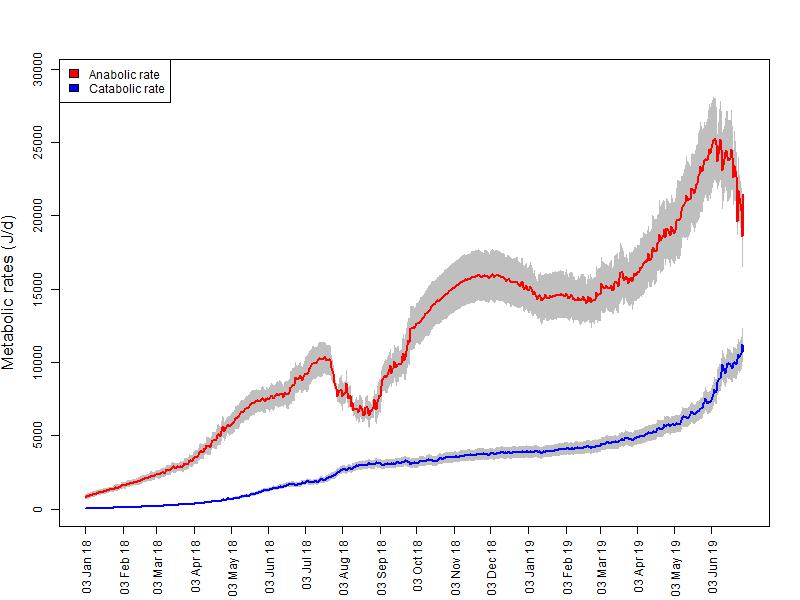 Anabolic rate
Catabolic rate
Metabolic rates (J/d)
30000
25000
20000
15000
10000
5000
0
03 Jan 18
03 Feb 18
03 Mar 18
03 Apr 18
03 May 18
03 Jun 18
03 Jul 18
03 Aug 18
03 Sep 18
03 Oct 18
03 Nov 18
03 Dec 18
03 Jan 19
03 Feb 19
03 Mar 19
03 Apr 19
03 May 19
03 Jun 19